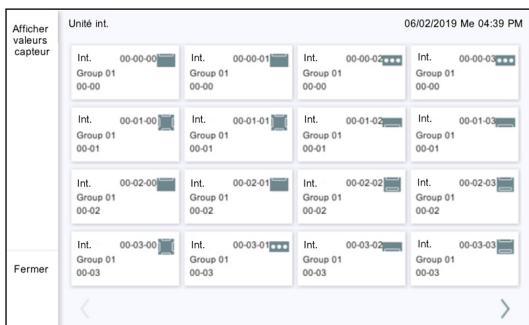 Afficher
valeurs
capteur
Unité int. 06/02/2019 Me 04:39 PM
Int. 00-00-00
Group 01
00-00
Int. 00-00-01
Group 01
00-00
Int. 00-00-02
Group 01
00-00
Int. 00-00-03
Group 01
00-00
Int. 00-01-00
Group 01
00-01
Int. 00-01-01
Group 01
00-01
Int. 00-01-02
Group 01
00-01
Int. 00-01-03
Group 01
00-01
Int. 00-02-00
Group 01
00-02
Int. 00-02-01
Group 01
00-02
Int. 00-02-02
Group 01
00-02
Int. 00-02-03
Group 01
00-02
Int. 00-03-00
Group 01
00-03
Int. 00-03-01
Group 01
00-03
Int. 00-03-02
Group 01
00-03
Int. 00-03-03
Group 01
00-03
Fermer